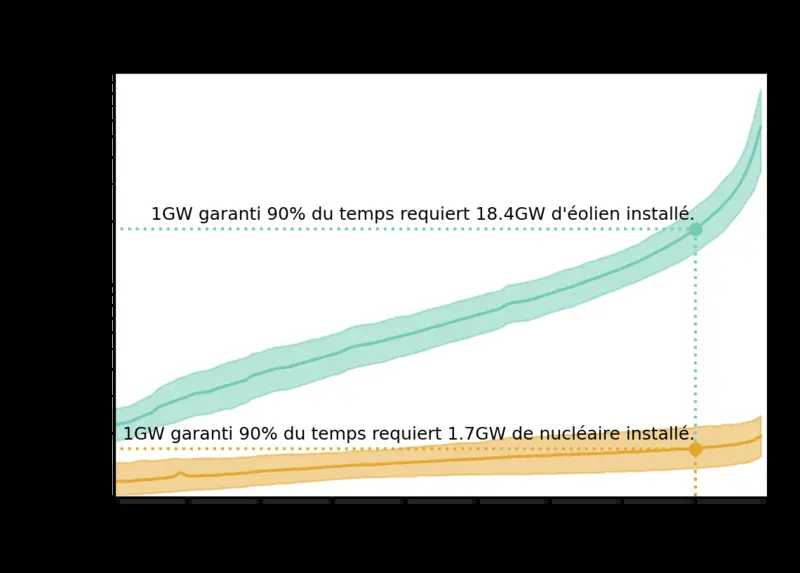 1GW garanti 90% du temps requiert 18.4GW d'éolien installé.
1GW garanti 90% du temps requiert 1.7GW de nucléaire installé.